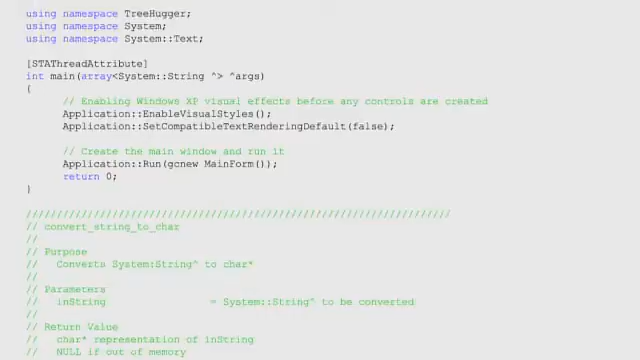 using namespace TreeHugger;
using namespace System;
using namespace System::Text;
[STAThreadAttribute]
int main(array<System::String ^> ^args)
{
// Enabling Windows XP visual effects before any controls are created
Application::EnableVisualStyles();
Application::SetCompatibleTextRenderingDefault(false);
// Create the main window and run it
Application::Run(gcnew MainForm());
return 0;
}
/////////////////////////////////////////////////////////////////////
// convert_string_to_char
//
// Purpose
// Converts System:String^ to char*
//
// Parameters
// inString = System::String^ to be converted
//
// Return Value
// char* representation of inString
// NULL if out of memory